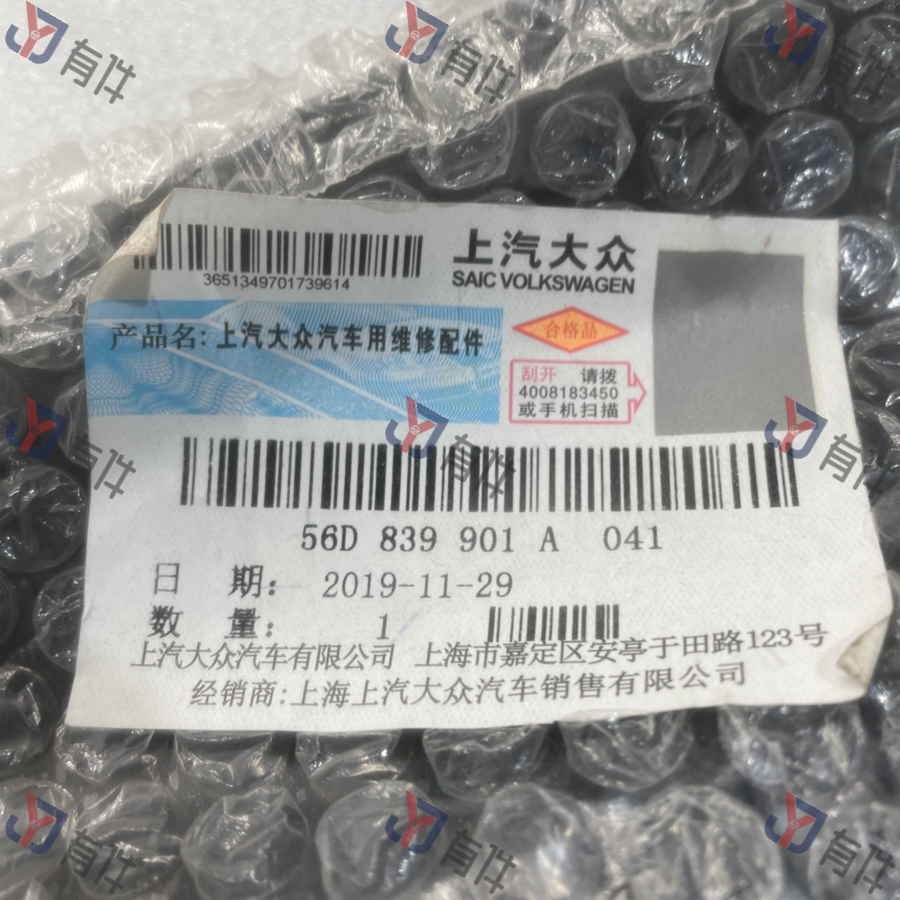 上汽大众
SAIC VOLKSWAGEN
3651349701739614
产品名: 上汽大众汽车用维修配件
合格品
刮开 请拨
4008183450
或手机扫描
56D 839 901 A 041
日 期: 2019-11-29
数 量: 1
上汽大众汽车有限公司 上海市嘉定区安亭于田路123号
经销商:上海上汽大众汽车销售有限公司
有件
有件
有件
有件
有件
有件
有件
有件
有件